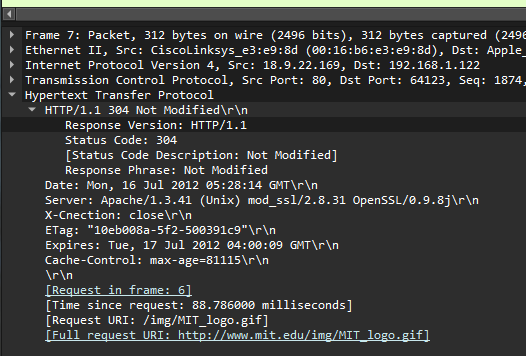 Frame 7: Packet, 312 bytes on wire (2496 bits), 312 bytes captured (2496
Ethernet II, Src: CiscoLinksys_e3:e9:8d (00:16:b6:e3:e9:8d), Dst: Apple_
Internet Protocol Version 4, Src: 18.9.22.169, Dst: 192.168.1.122
Transmission Control Protocol, Src Port: 80, Dst Port: 64123, Seq: 1874,
Hypertext Transfer Protocol
HTTP/1.1 304 Not Modified\r\n
Response Version: HTTP/1.1
Status Code: 304
[Status Code Description: Not Modified]
Response Phrase: Not Modified
Date: Mon, 16 Jul 2012 05:28:14 GMT\r\n
Server: Apache/1.3.41 (Unix) mod_ssl/2.8.31 OpenSSL/0.9.8j\r\n
X-Cnection: close\r\n
ETag: "10eb008a-5f2-500391c9"\r\n
Expires: Tue, 17 Jul 2012 04:00:09 GMT\r\n
Cache-Control: max-age=81115\r\n
\r\n
[Request in frame: 6]
[Time since request: 88.786000 milliseconds]
[Request URI: /img/MIT_logo.gif]
[Full request URI: http://www.mit.edu/img/MIT_logo.gif]